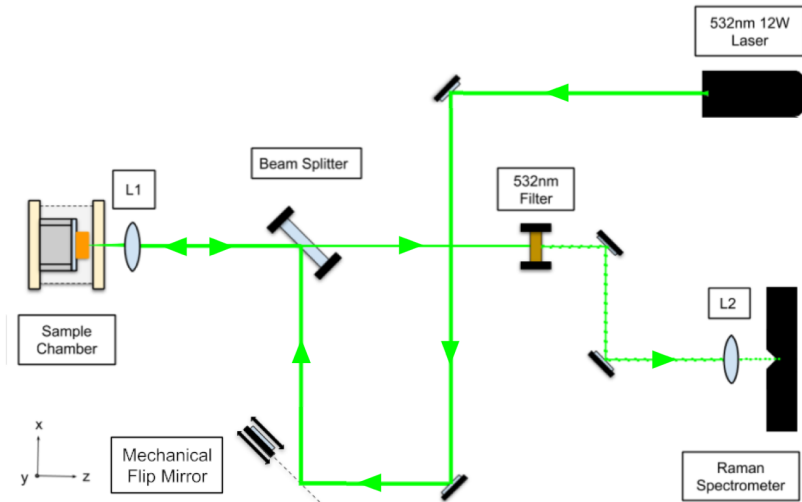 532nm 12W
Laser
Beam Splitter
L1
532nm
Filter
L2
Sample
Chamber
x
y
z
Mechanical
Flip Mirror
Raman
Spectrometer